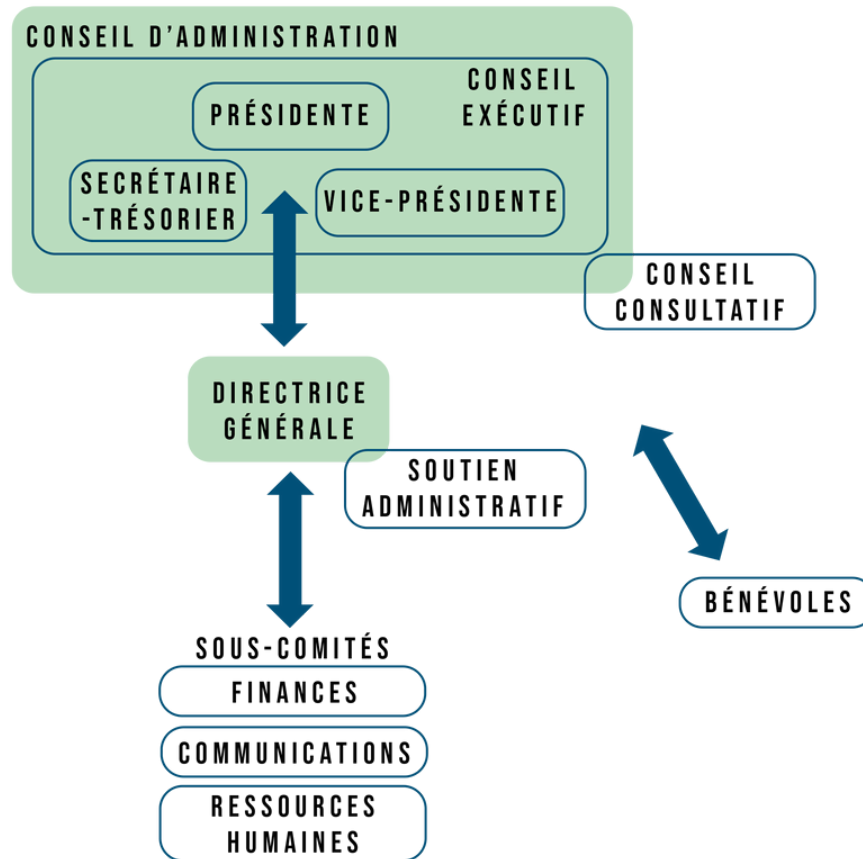 CONSEIL D'ADMINISTRATION
CONSEIL
EXÉCUTIF
PRÉSIDENTE
SECRÉTAIRE
-TRÉSORIER
VICE-PRÉSIDENTE
CONSEIL
CONSULTATIF
DIRECTRICE
GÉNÉRALE
SOUTIEN
ADMINISTRATIF
BÉNÉVOLES
SOUS-COMITÉS
FINANCES
COMMUNICATIONS
RESSOURCES
HUMAINES